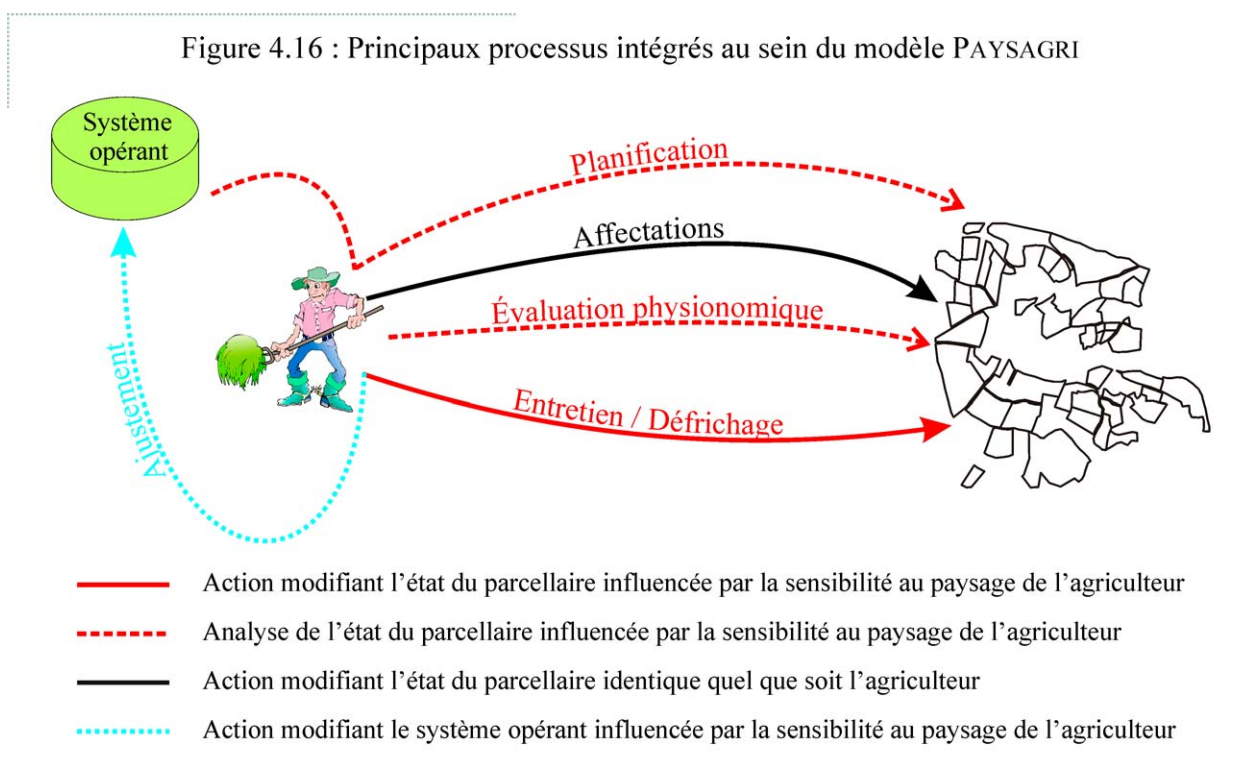 Figure 4.16 : Principaux processus intégrés au sein du modèle PAYSAGRI
Système
opérant
Planification
Affectations
Évaluation physionomique
Entretien / Défrichage
Ajustement
Action modifiant l’état du parcellaire influencée par la sensibilité au paysage de l’agriculteur
Analyse de l’état du parcellaire influencée par la sensibilité au paysage de l’agriculteur
Action modifiant l’état du parcellaire identique quel que soit l’agriculteur
Action modifiant le système opérant influencée par la sensibilité au paysage de l’agriculteur